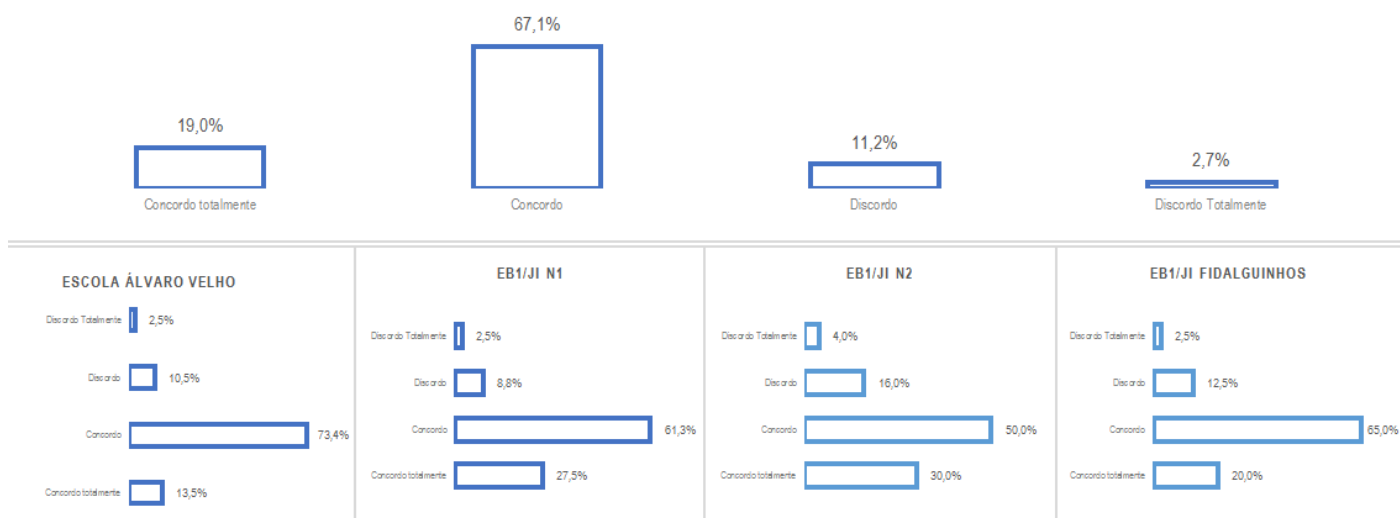 67,1%
19,0%
11,2%
2,7%
Concordo totalmente
Concordo
Discordo
Discordo Totalmente
ESCOLA ÁLVARO VELHO
Discordo Totalmente 2,5%
Discordo 10,5%
Concordo 73,4%
Concordo totalmente 13,5%
EB1/JI N1
Discordo Totalmente 2,5%
Discordo 8,8%
Concordo 61,3%
Concordo totalmente 27,5%
EB1/JI N2
Discordo Totalmente 4,0%
Discordo 16,0%
Concordo 50,0%
Concordo totalmente 30,0%
EB1/JI FIDALGUINHOS
Discordo Totalmente 2,5%
Discordo 12,5%
Concordo 65,0%
Concordo totalmente 20,0%